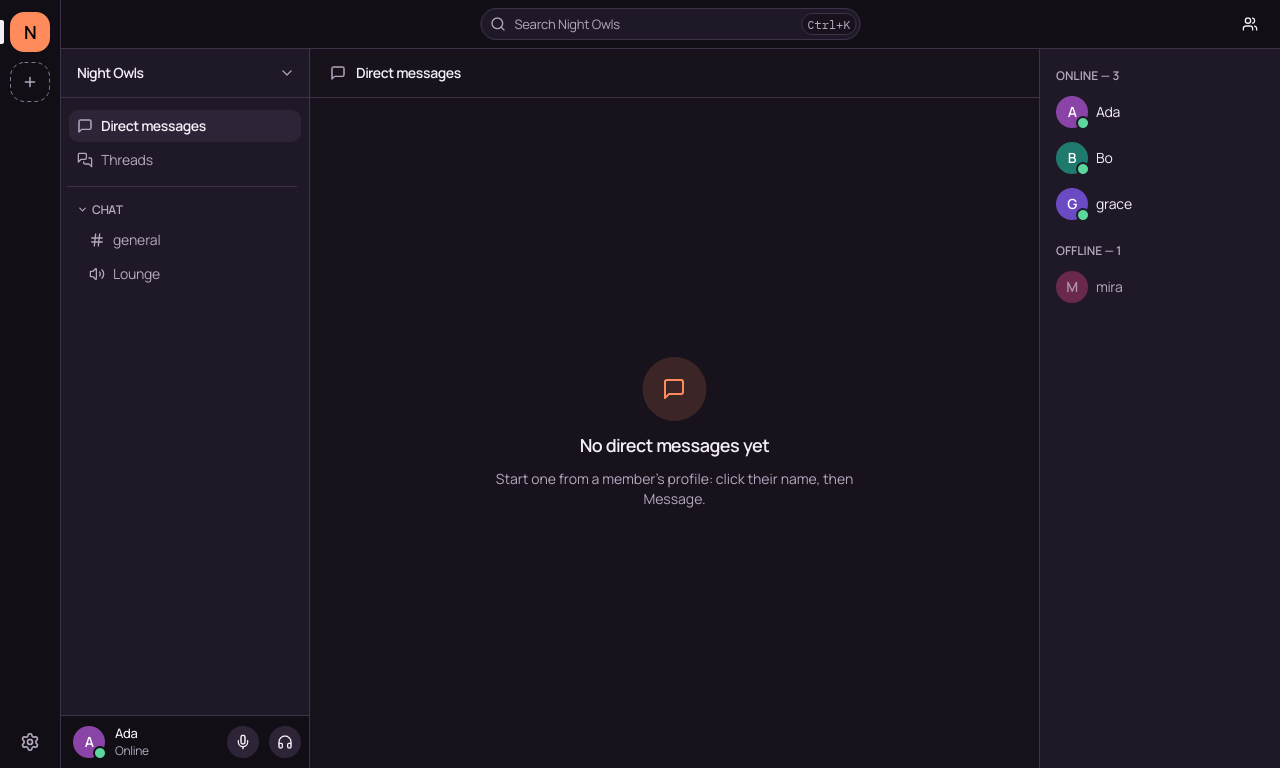 N
Search Night Owls
Ctrl+K
Night Owls
Direct messages
Threads
CHAT
general
Lounge
A
Ada
Online
Direct messages
No direct messages yet
Start one from a member's profile: click their name, then
Message.
ONLINE — 3
A
Ada
B
Bo
G
grace
OFFLINE — 1
M
mira